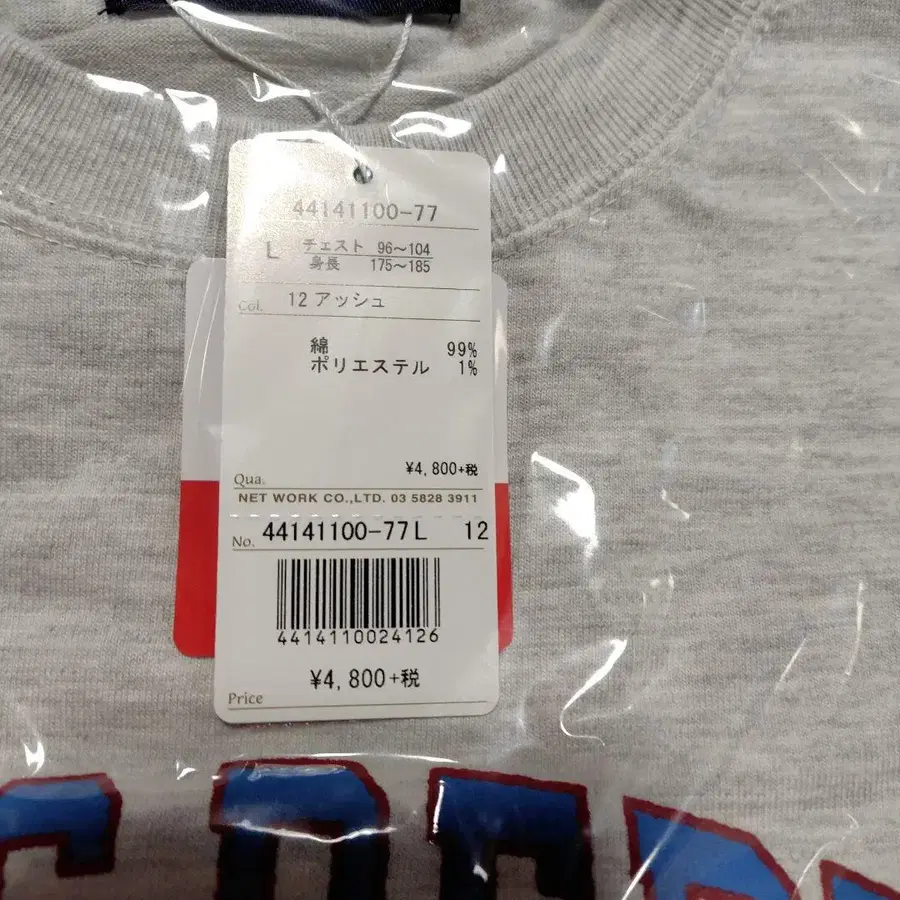 44141100-77
L チェスト 96～104
身長 175～185
Col. 12 アッシュ
綿 99%
ポリエステル 1%
¥4,800+税
Qua.
NET WORK CO.,LTD. 03 5828 3911
No. 44141100-77L 12
4414110024126
¥4,800+税
Price